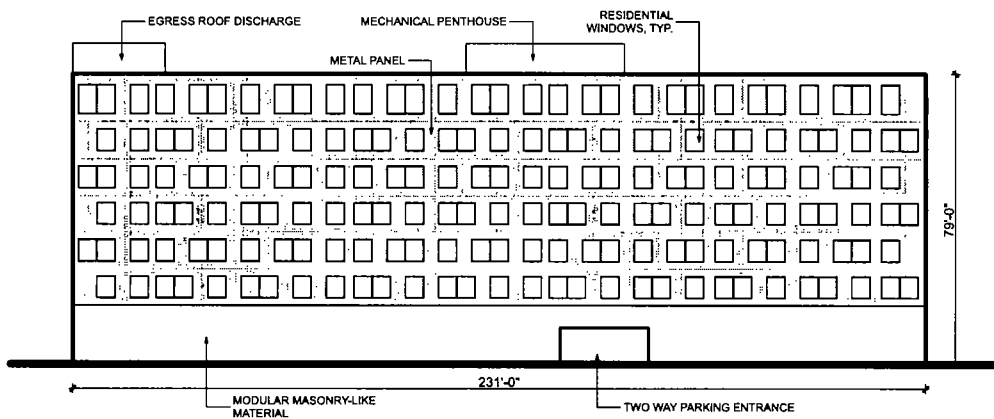 EGRESS ROOF DISCHARGE
MECHANICAL PENTHOUSE
RESIDENTIAL
WINDOWS, TYP.
METAL PANEL
79'-0"
231'-0"
MODULAR MASONRY-LIKE
MATERIAL
TWO WAY PARKING ENTRANCE